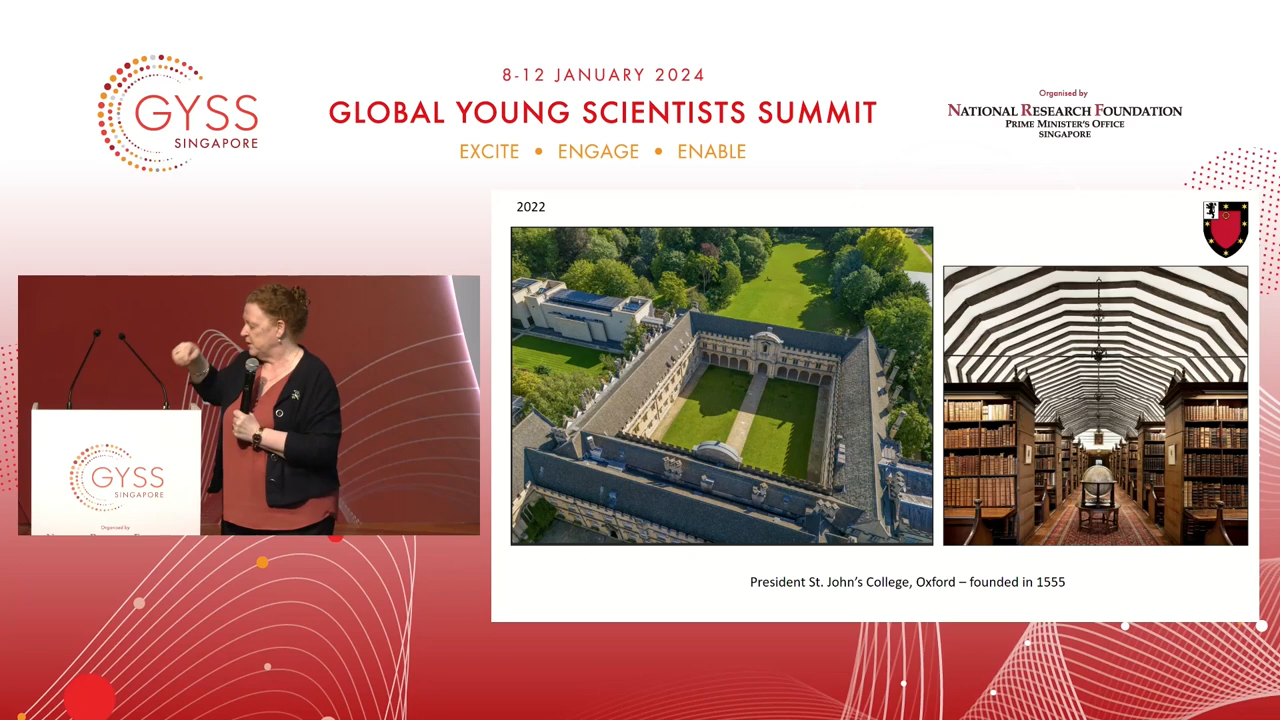 GYSS
SINGAPORE
8-12 JANUARY 2024
GLOBAL YOUNG SCIENTISTS SUMMIT
EXCITE • ENGAGE • ENABLE
Organised by
NATIONAL RESEARCH FOUNDATION
PRIME MINISTER'S OFFICE
SINGAPORE
2022
GYSS
SINGAPORE
Organised by
President St. John's College, Oxford – founded in 1555